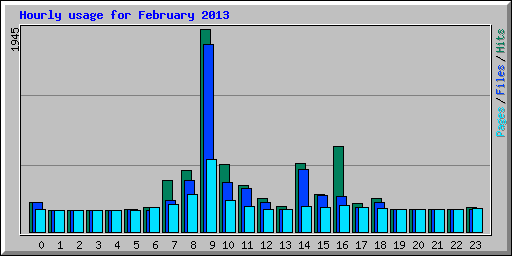 Hourly usage for February 2013
1945
Pages/Files/Hits
0 1 2 3 4 5 6 7 8 9 10 11 12 13 14 15 16 17 18 19 20 21 22 23